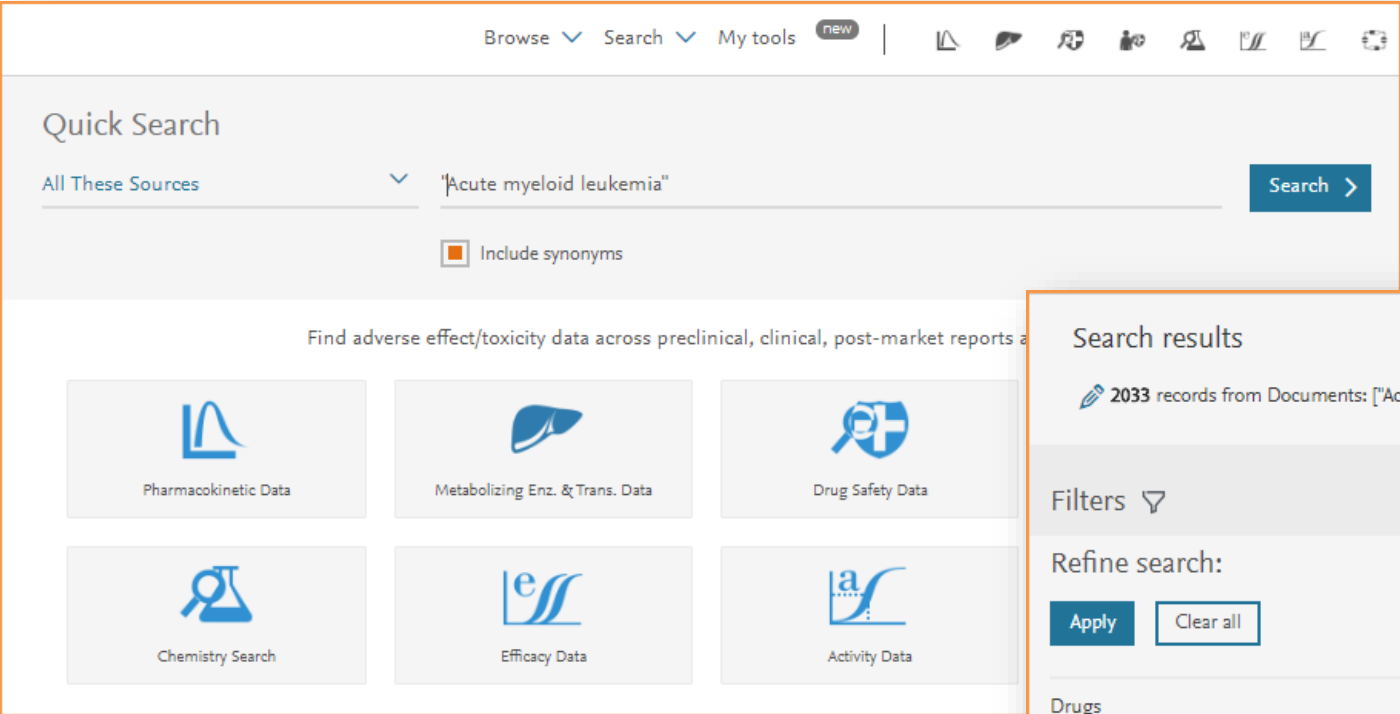 Browse Search My tools new
Quick Search
All These Sources "Acute myeloid leukemia" Search
Include synonyms
Find adverse effect/toxicity data across preclinical, clinical, post-market reports
Pharmacokinetic Data Metabolizing Enz. & Trans. Data Drug Safety Data
Chemistry Search Efficacy Data Activity Data
Search results
2033 records from Documents: ["Ac
Filters
Refine search:
Apply Clear all
Drugs